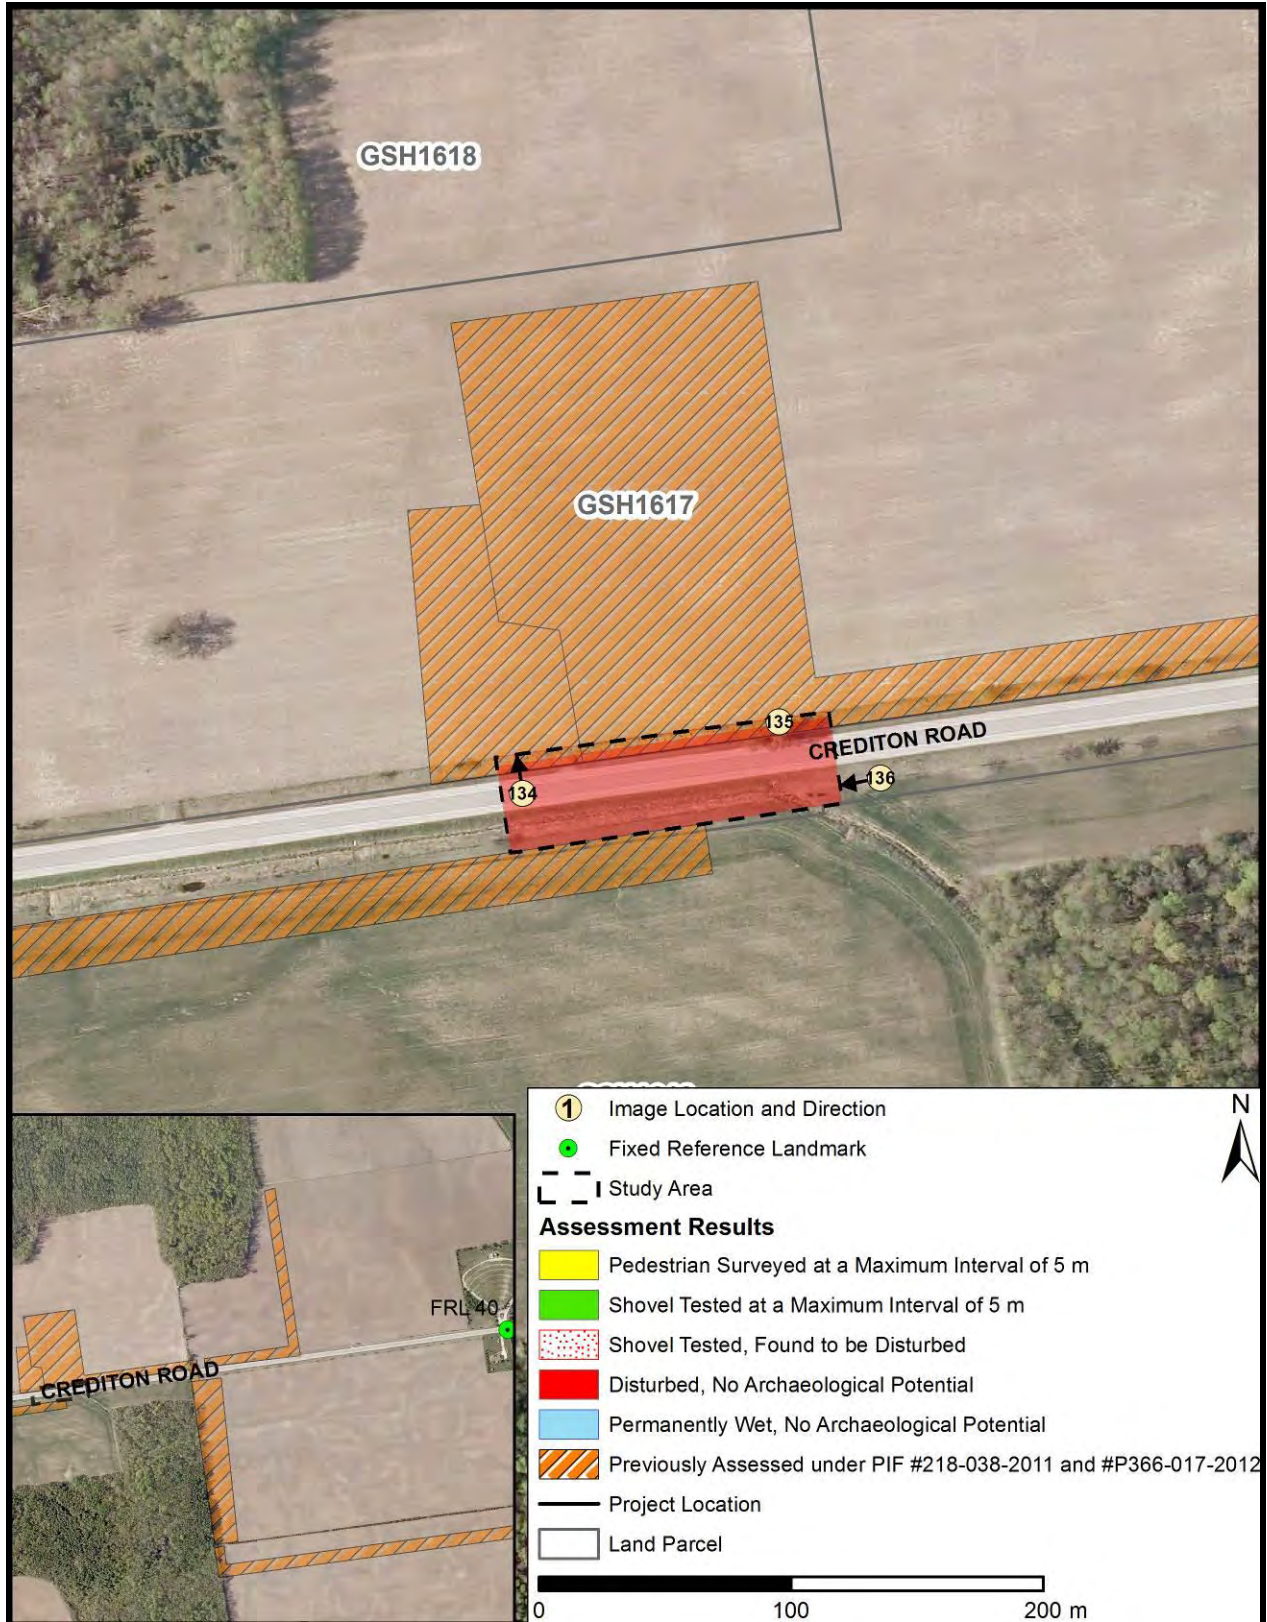 GSH1618
GSH1617
135
CREDITON ROAD
136
134
1 Image Location and Direction
Fixed Reference Landmark
Study Area
Assessment Results
Pedestrian Surveyed at a Maximum Interval of 5 m
Shovel Tested at a Maximum Interval of 5 m
Shovel Tested, Found to be Disturbed
Disturbed, No Archaeological Potential
Permanently Wet, No Archaeological Potential
Previously Assessed under PIF #218-038-2011 and #P366-017-2012
Project Location
Land Parcel
0 100 200 m
N
FRL 40
CREDITON ROAD